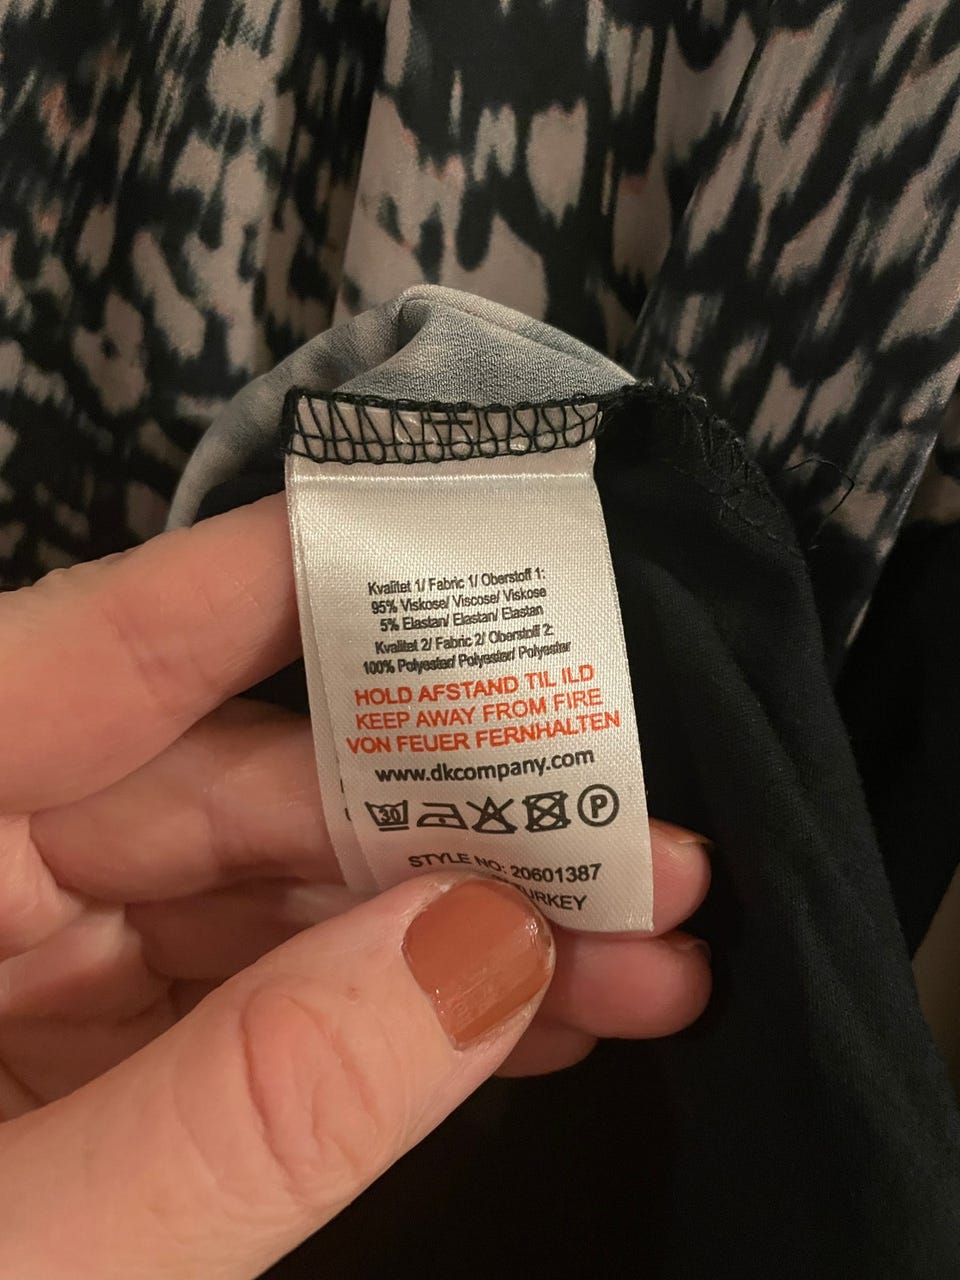 Kvalitet 1/ Fabric 1/ Oberstoff 1:
95% Viskose/ Viscose/ Viskose
5% Elastan/ Elastan/ Elastan
Kvalitet 2/ Fabric 2/ Oberstoff 2:
100% Polyester/ Polyester/ Polyester
HOLD AFSTAND TIL ILD
KEEP AWAY FROM FIRE
VON FEUER FERNHALTEN
www.dkcompany.com
30 P
STYLE NO: 20601387
TURKEY